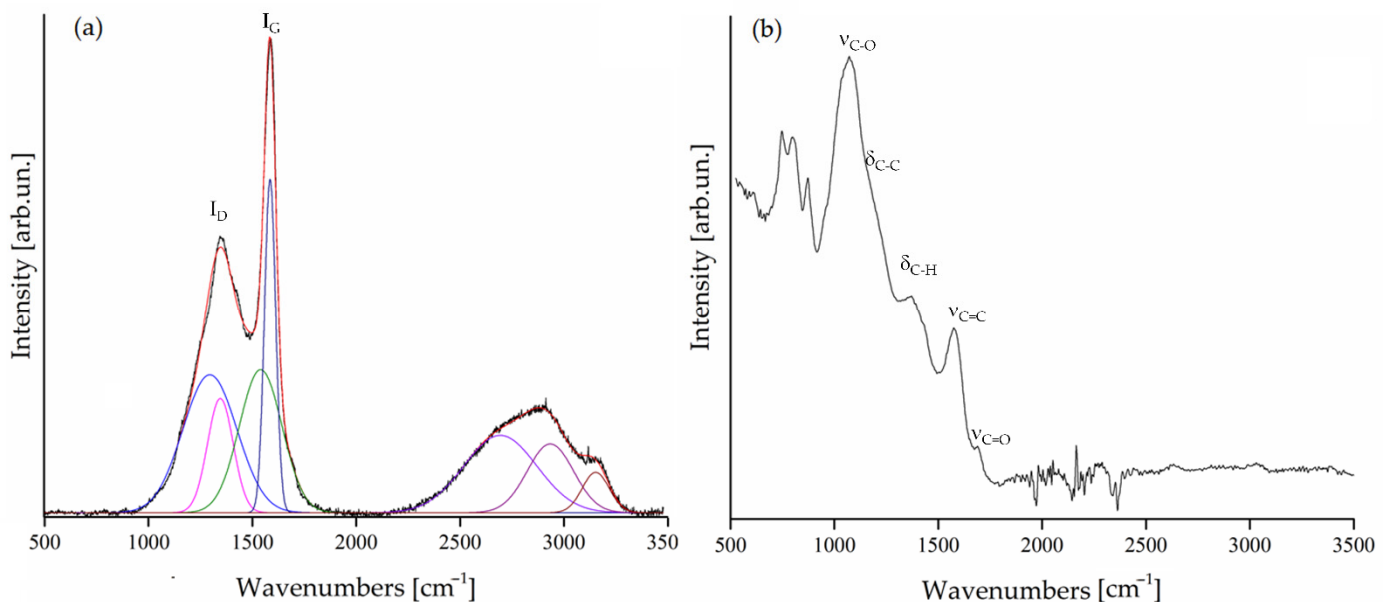 (a)
I_G
I_D
Intensity [arb.un.]
500 1000 1500 2000 2500 3000 350
Wavenumbers [cm⁻¹]
(b)
ν_C-O
δ_C-C
δ_C-H
ν_C=C
ν_C=O
Intensity [arb.un.]
500 1000 1500 2000 2500 3000 3500
Wavenumbers [cm⁻¹]